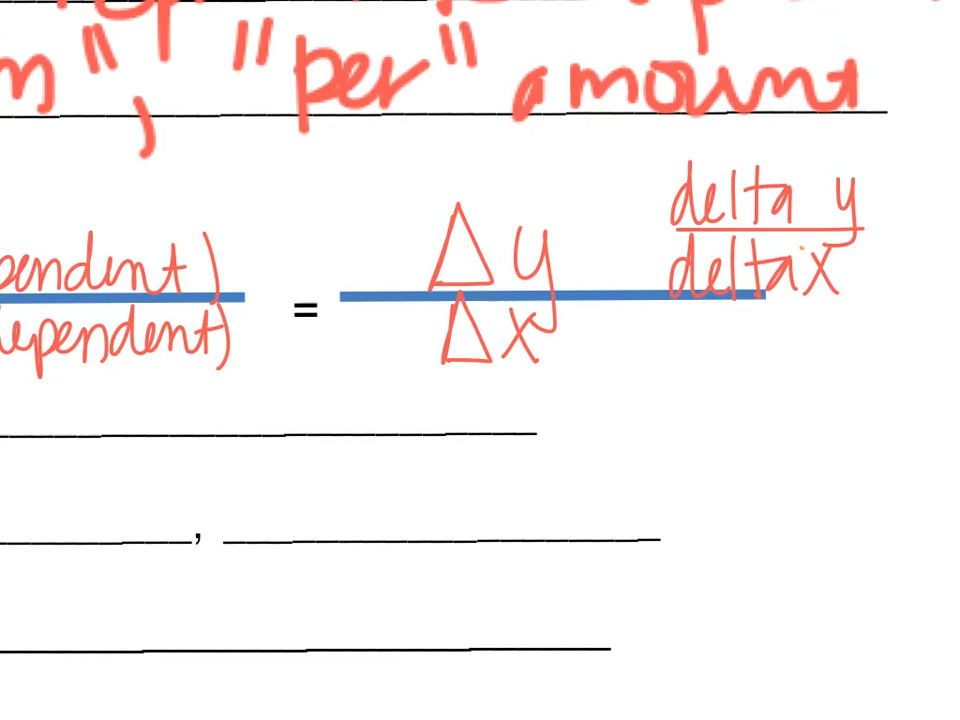 ", "per" amount
delta y
pendent) = Δy delta x
ependent) Δx
,